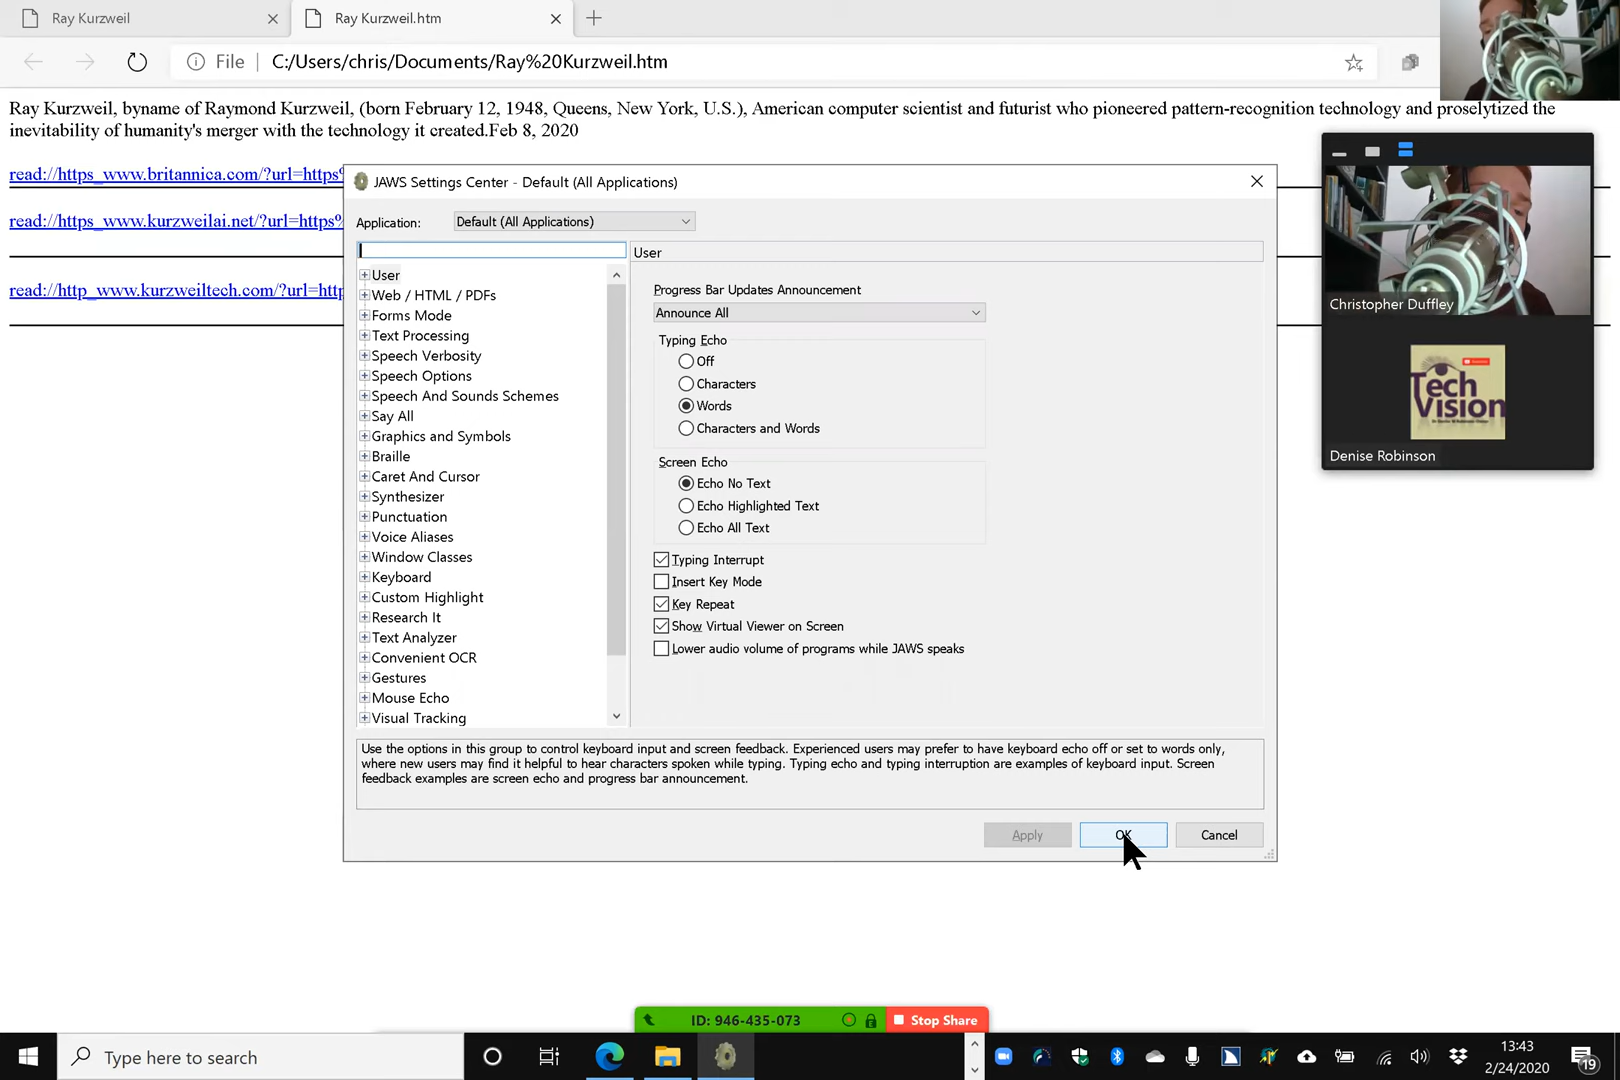 Ray Kurzweil
Ray Kurzweil.htm
File
C:/Users/chris/Documents/Ray%20Kurzweil.htm
Ray Kurzweil, byname of Raymond Kurzweil, (born February 12, 1948, Queens, New York, U.S.), American computer scientist and futurist who pioneered pattern-recognition technology and proselytized the
inevitability of humanity's merger with the technology it created.Feb 8, 2020
read://https_www.britannica.com/?url=https%
read://https_www.kurzweilai.net/?url=https%
read://http_www.kurzweiltech.com/?url=http
JAWS Settings Center - Default (All Applications)
Application:
Default (All Applications)
User
Web / HTML / PDFs
Forms Mode
Text Processing
Speech Verbosity
Speech Options
Speech And Sounds Schemes
Say All
Graphics and Symbols
Braille
Caret And Cursor
Synthesizer
Punctuation
Voice Aliases
Window Classes
Keyboard
Custom Highlight
Research It
Text Analyzer
Convenient OCR
Gestures
Mouse Echo
Visual Tracking
User
Progress Bar Updates Announcement
Announce All
Typing Echo
Off
Characters
Words
Characters and Words
Screen Echo
Echo No Text
Echo Highlighted Text
Echo All Text
Typing Interrupt
Insert Key Mode
Key Repeat
Show Virtual Viewer on Screen
Lower audio volume of programs while JAWS speaks
Use the options in this group to control keyboard input and screen feedback. Experienced users may prefer to have keyboard echo off or set to words only,
where new users may find it helpful to hear characters spoken while typing. Typing echo and typing interruption are examples of keyboard input. Screen
feedback examples are screen echo and progress bar announcement.
Apply
OK
Cancel
Christopher Duffley
Tech
Vision
Denise Robinson
ID: 946-435-073
Stop Share
Type here to search
13:43
2/24/2020
19